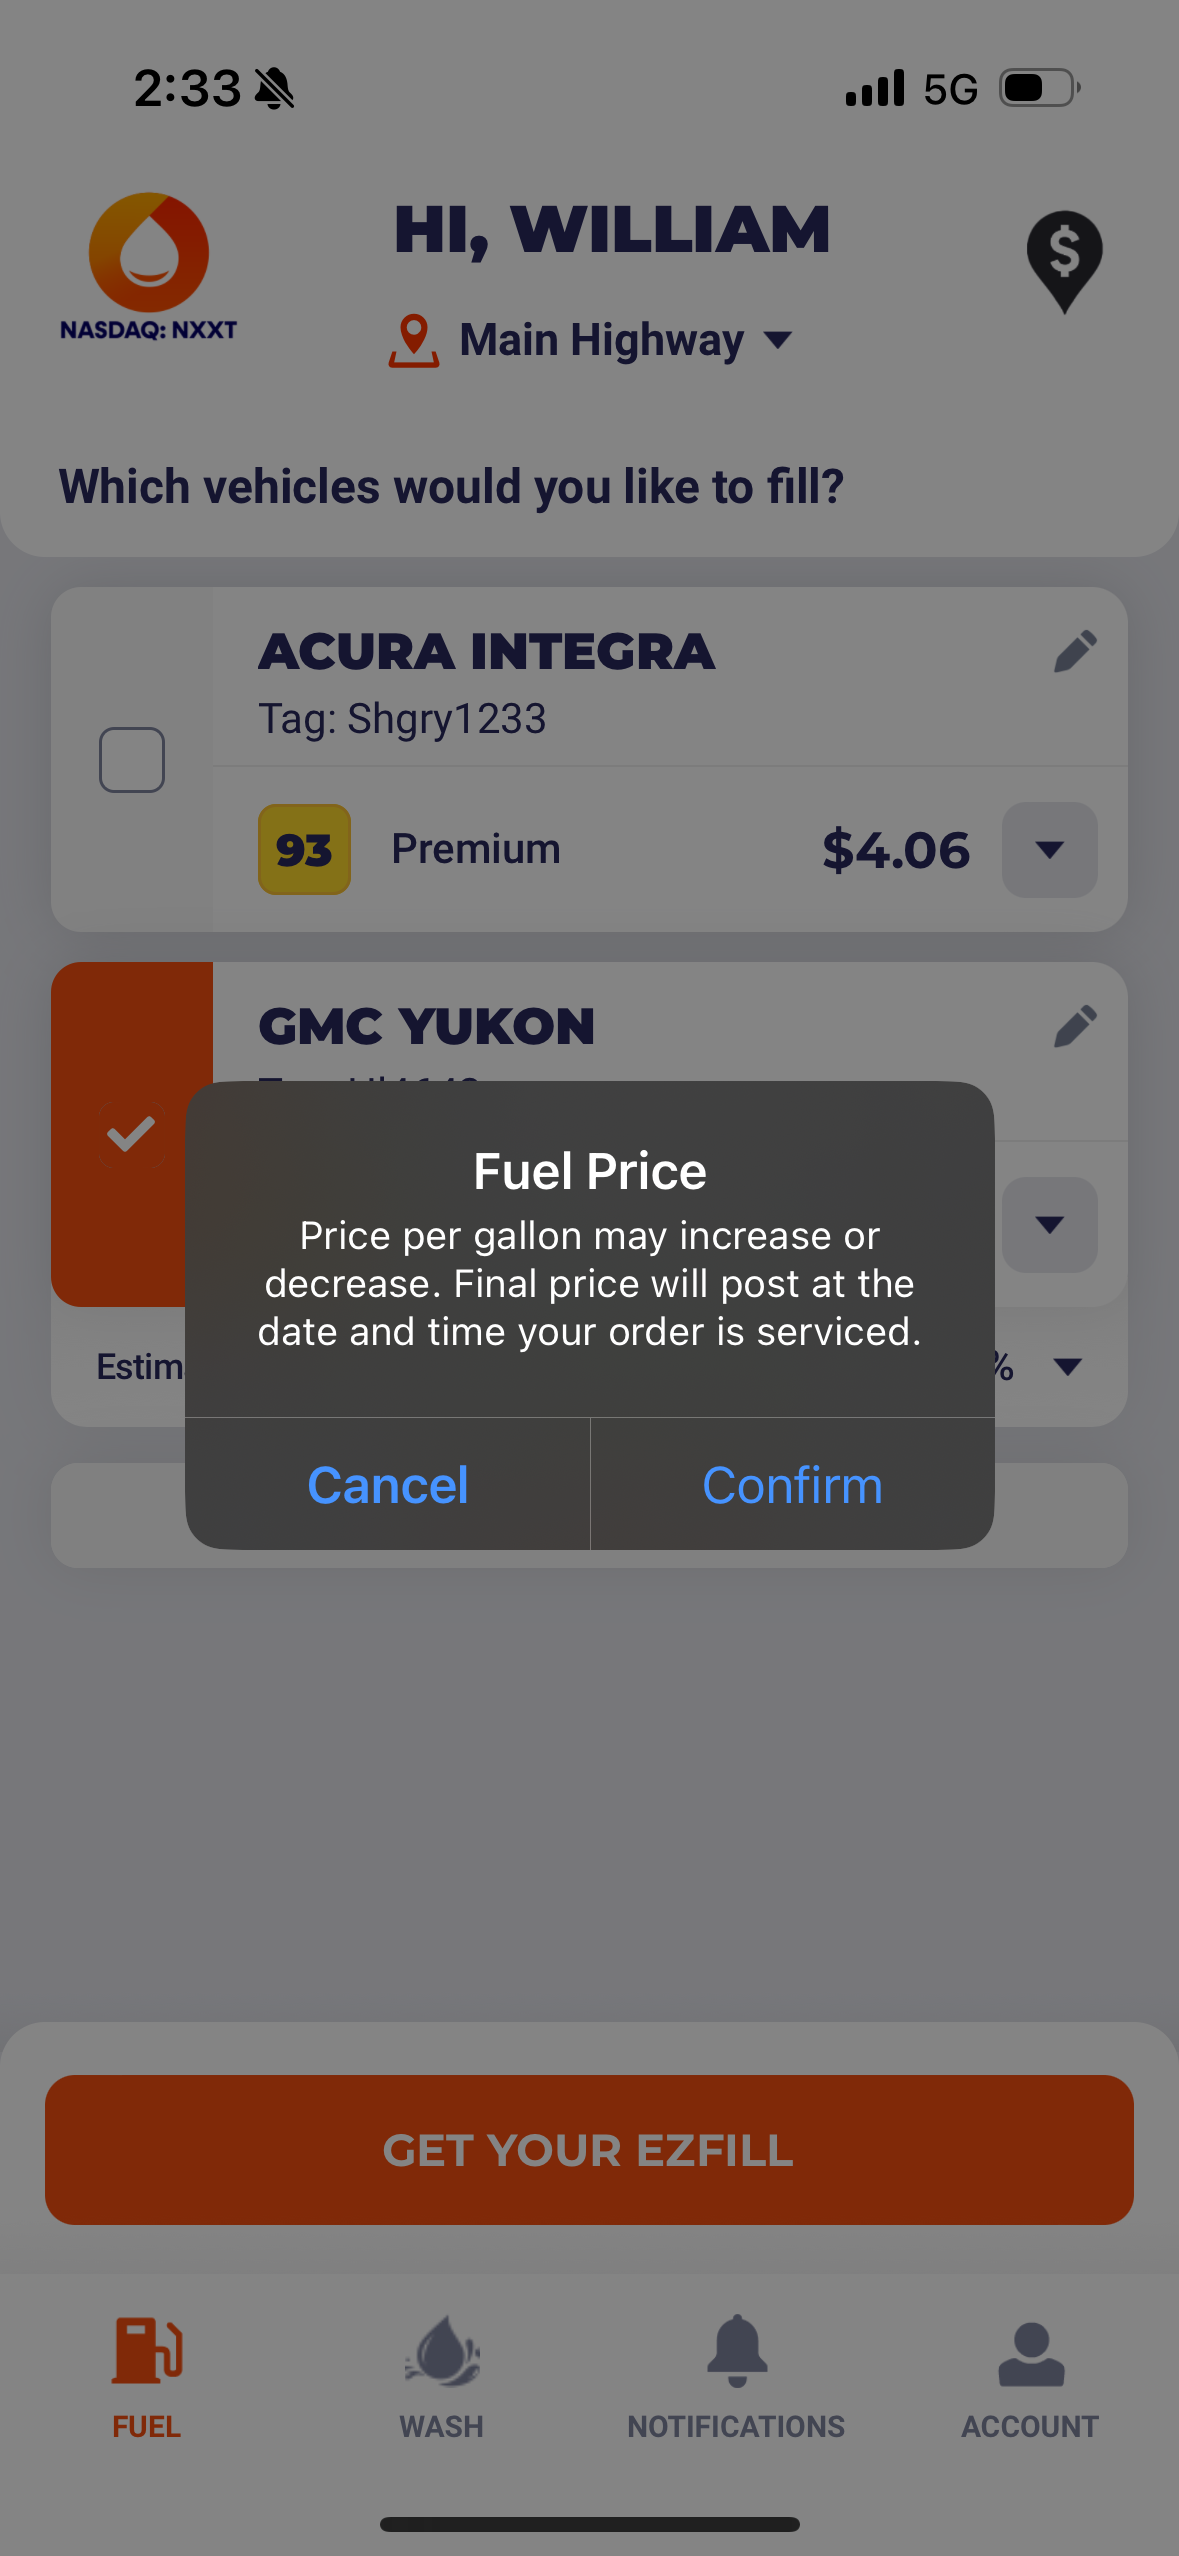 2:33
5G
NASDAQ: NXXT
HI, WILLIAM
Main Highway
Which vehicles would you like to fill?
ACURA INTEGRA
Tag: Shgry1233
93 Premium $4.06
GMC YUKON
Fuel Price
Price per gallon may increase or
decrease. Final price will post at the
date and time your order is serviced.
%
Cancel Confirm
GET YOUR EZFILL
FUEL WASH NOTIFICATIONS ACCOUNT